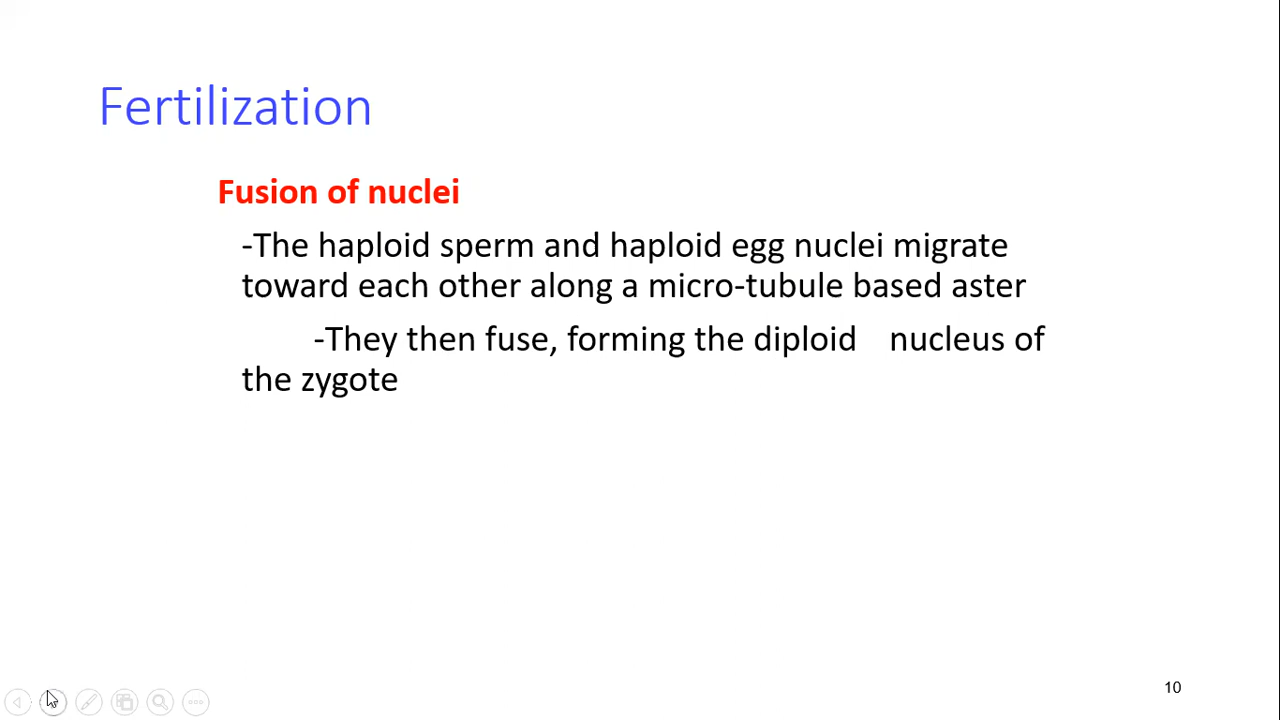 Fertilization
Fusion of nuclei
-The haploid sperm and haploid egg nuclei migrate
toward each other along a micro-tubule based aster
-They then fuse, forming the diploid nucleus of
the zygote
10